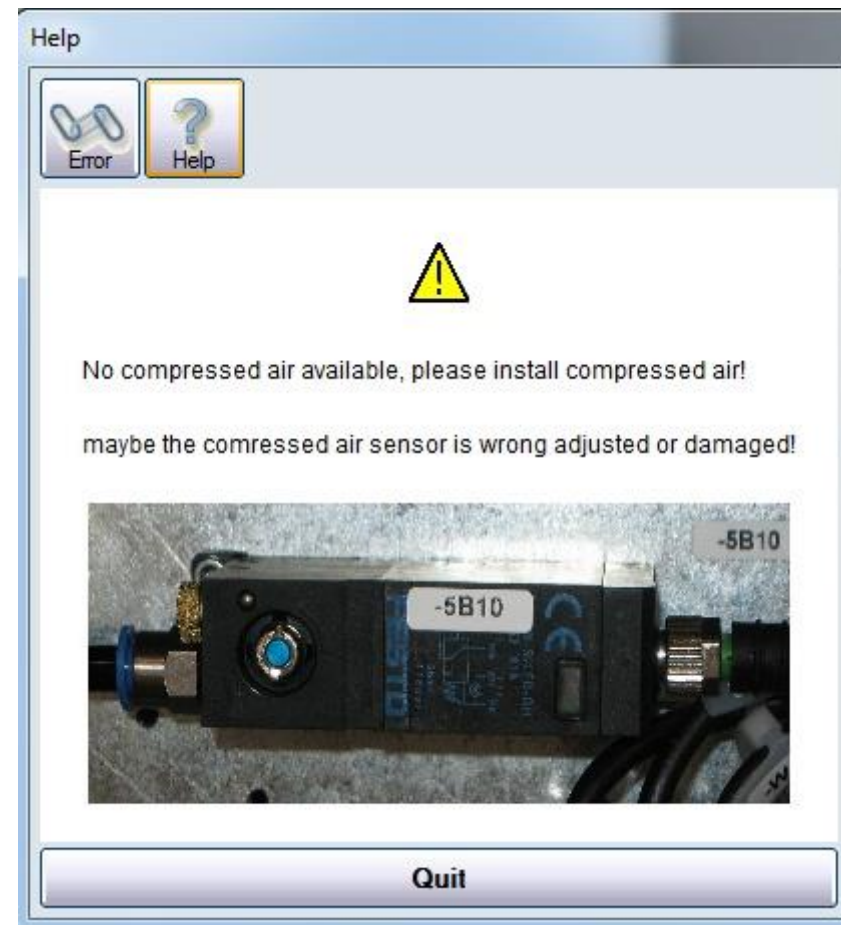 Help
Error
Help
No compressed air available, please install compressed air!
maybe the comressed air sensor is wrong adjusted or damaged!
-5B10
-5B10
FESTO
CE
Quit